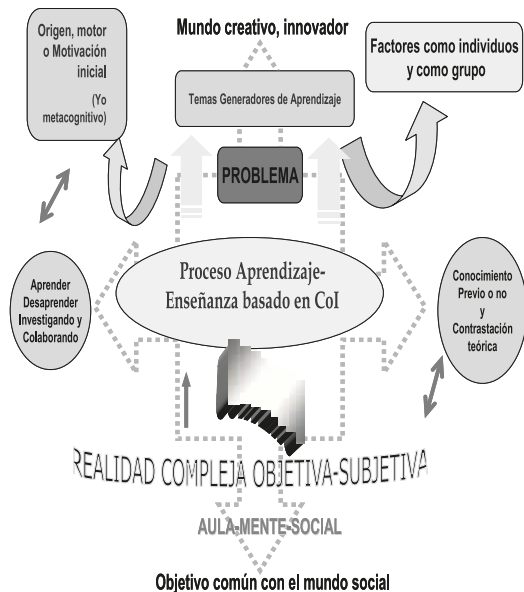 Origen, motor
o Motivación
inicial
(Yo
metacognitivo)
Mundo creativo, innovador
Factores como individuos
y como grupo
Temas Generadores de Aprendizaje
PROBLEMA
Proceso Aprendizaje-
Enseñanza basado en CoI
Aprender
Desaprender
Investigando y
Colaborando
Conocimiento
Previo o no
y
Contrastación
teórica
REALIDAD COMPLEJA OBJETIVA-SUBJETIVA
AULA-MENTE-SOCIAL
Objetivo común con el mundo social